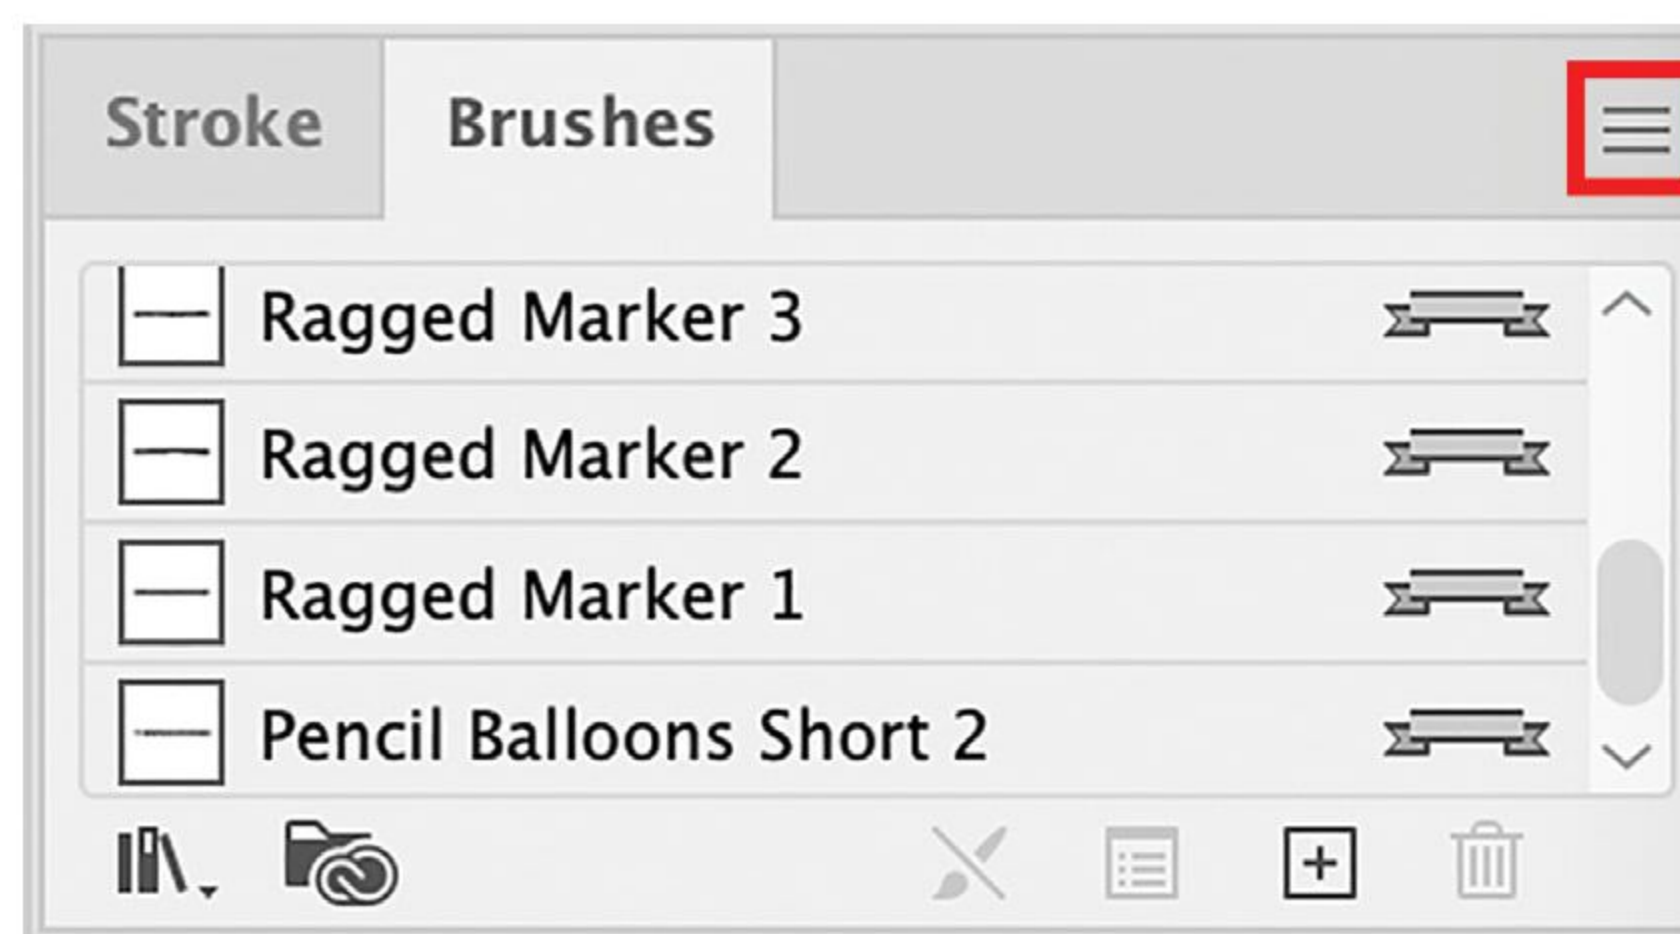 Stroke Brushes
Ragged Marker 3
Ragged Marker 2
Ragged Marker 1
Pencil Balloons Short 2